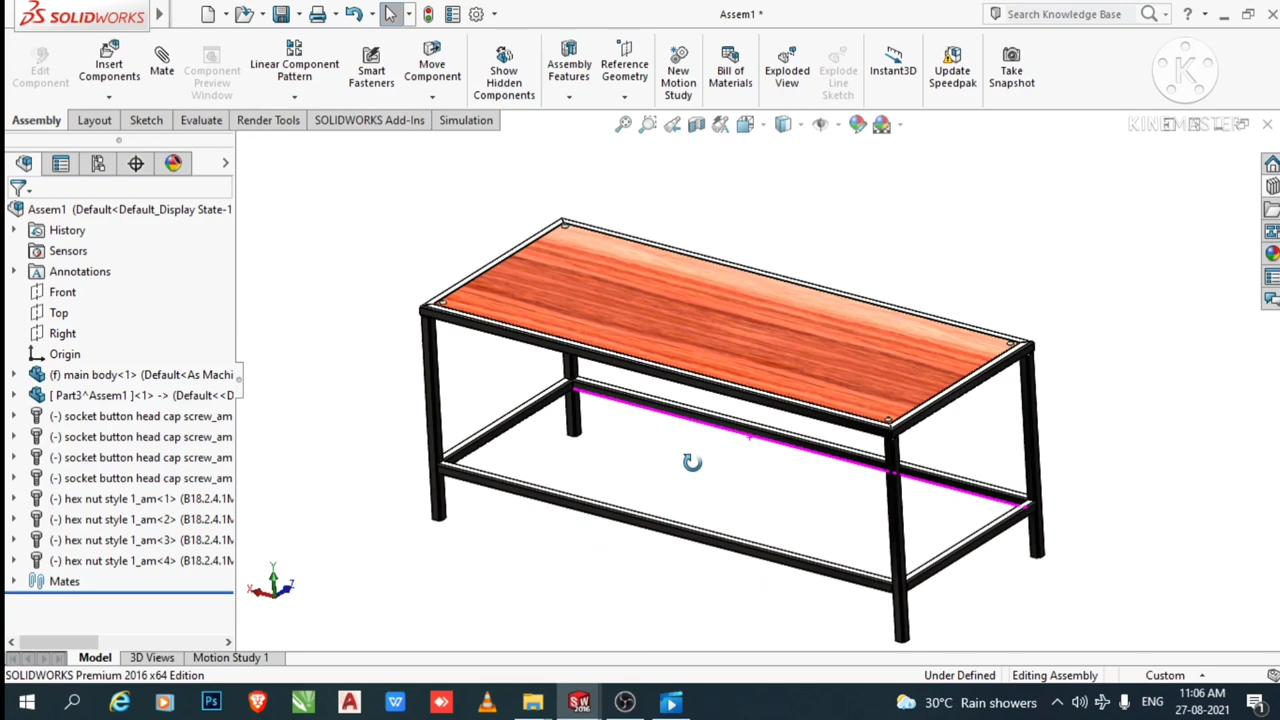 SOLIDWORKS
Assem1 *
Search Knowledge Base
?
Edit Component
Insert Components
Mate
Component Preview Window
Linear Component Pattern
Smart Fasteners
Move Component
Show Hidden Components
Assembly Features
Reference Geometry
New Motion Study
Bill of Materials
Exploded View
Explode Line Sketch
Instant3D
Update Speedpak
Take Snapshot
K
KINEMASTER
Assembly
Layout
Sketch
Evaluate
Render Tools
SOLIDWORKS Add-Ins
Simulation
Assem1 (Default<Default_Display State-1
History
Sensors
Annotations
Front
Top
Right
Origin
(f) main body<1> (Default<As Machi
[ Part3^Assem1 ]<1> -> (Default<<D
(-) socket button head cap screw_am
(-) socket button head cap screw_am
(-) socket button head cap screw_am
(-) socket button head cap screw_am
(-) hex nut style 1_am<1> (B18.2.4.1M
(-) hex nut style 1_am<2> (B18.2.4.1M
(-) hex nut style 1_am<3> (B18.2.4.1M
(-) hex nut style 1_am<4> (B18.2.4.1M
Mates
Y
X
Z
Model
3D Views
Motion Study 1
SOLIDWORKS Premium 2016 x64 Edition
Under Defined
Editing Assembly
Custom
Ps
A
W
SW
2016
30°C Rain showers
ENG
11:06 AM
27-08-2021
1